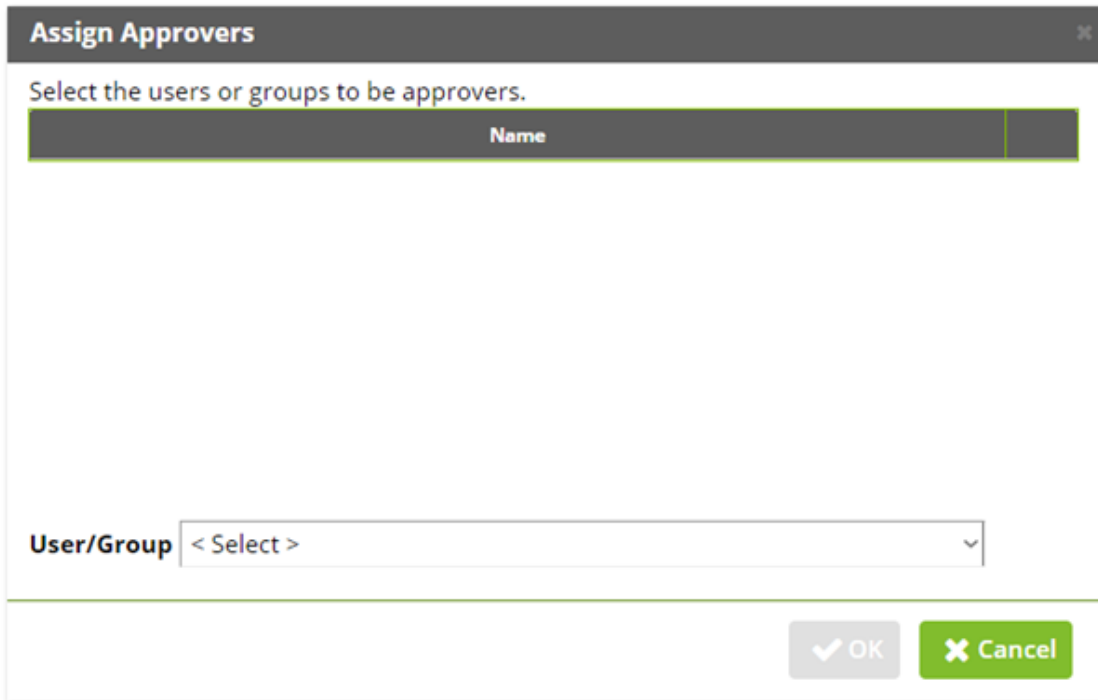 Assign Approvers
Select the users or groups to be approvers.
Name
User/Group < Select >
OK Cancel